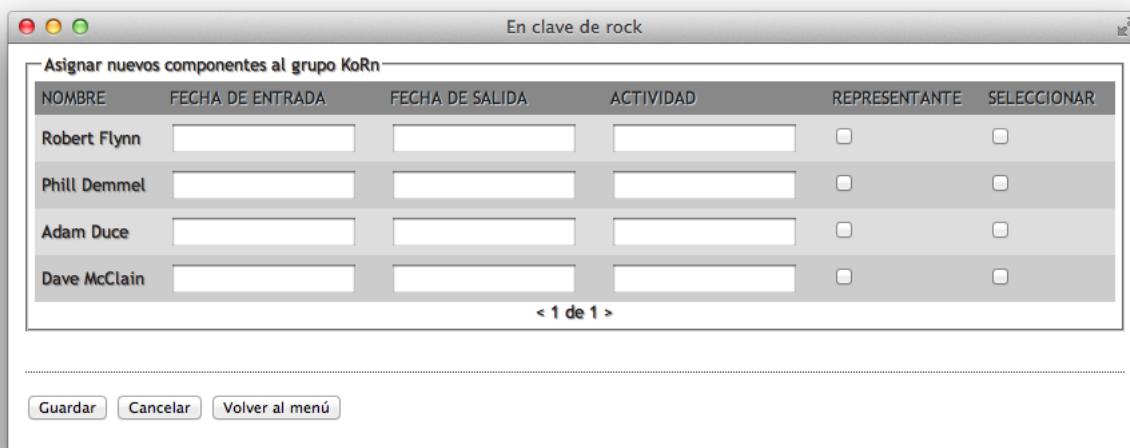 En clave de rock
Asignar nuevos componentes al grupo KoRn
NOMBRE FECHA DE ENTRADA FECHA DE SALIDA ACTIVIDAD REPRESENTANTE SELECCIONAR
Robert Flynn
Phill Demmel
Adam Duce
Dave McClain
< 1 de 1 >
Guardar Cancelar Volver al menú